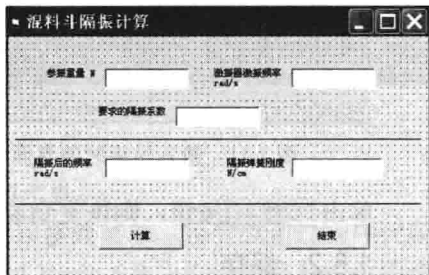 混料斗隔振计算
参振重量 N
激振器激振频率
rad/s
要求的隔振系数
隔振后的频率
rad/s
隔振弹簧刚度
N/cm
计算
结束